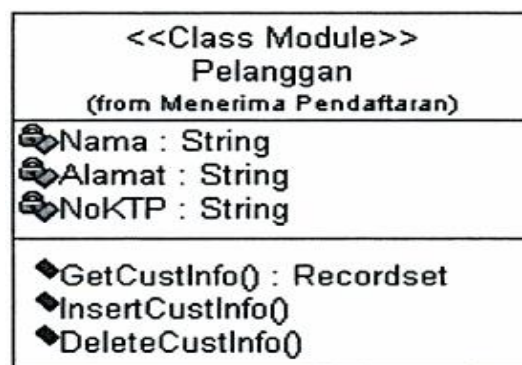 <<Class Module>>
Pelanggan
(from Menerima Pendaftaran)
Nama : String
Alamat : String
NoKTP : String
GetCustInfo() : Recordset
InsertCustInfo()
DeleteCustInfo()